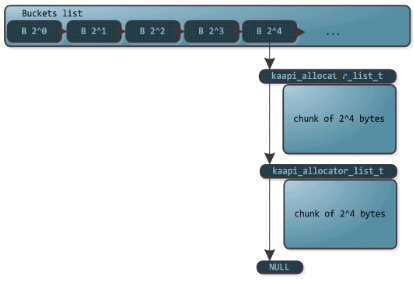 Buckets list
B 2^0 B 2^1 B 2^2 B 2^3 B 2^4 ...
kaapi_allocator_list_t
chunk of 2^4 bytes
kaapi_allocator_list_t
chunk of 2^4 bytes
NULL